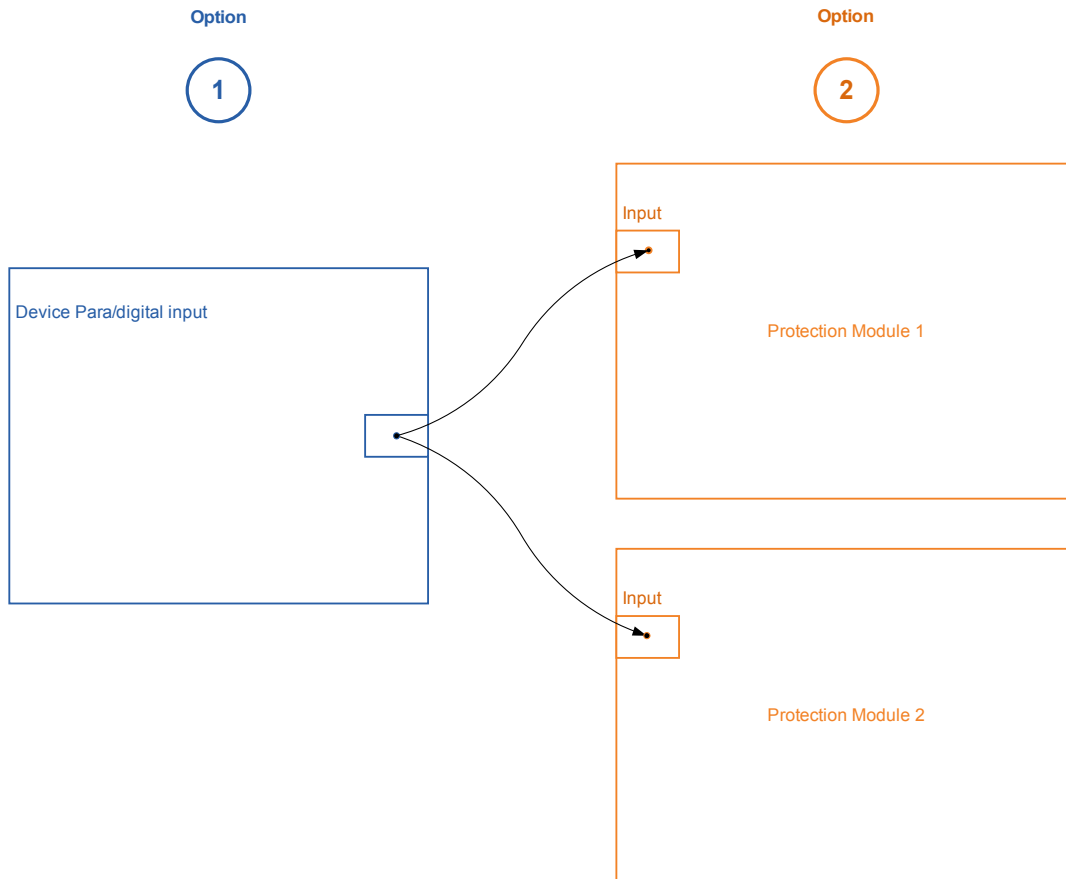 Option
Option
1
2
Input
Device Para/digital input
Protection Module 1
Input
Protection Module 2